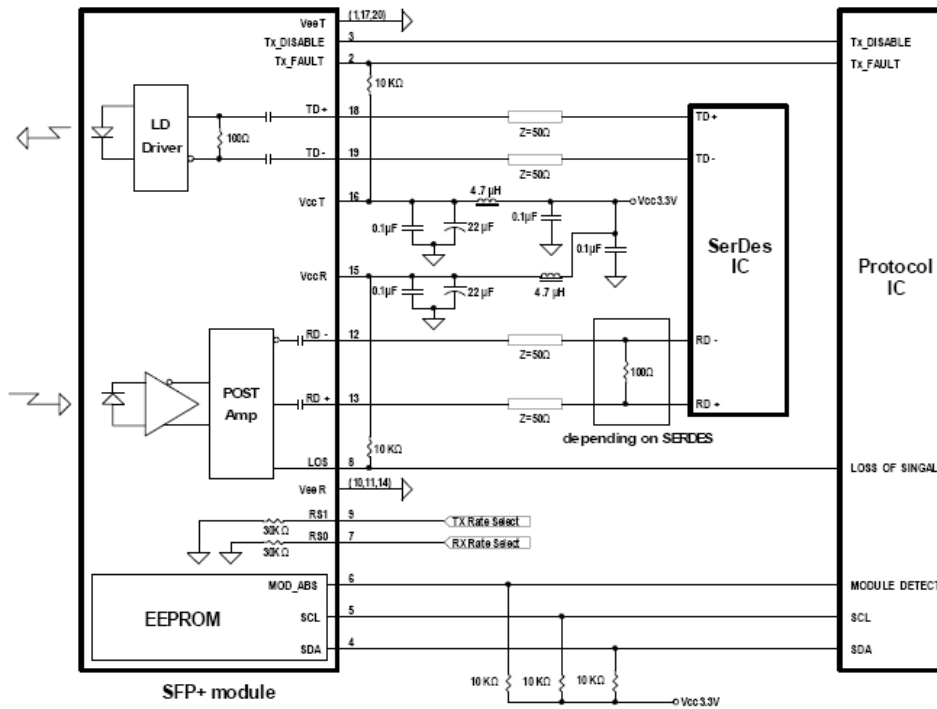 VeeT (1,17,20)
Tx_DISABLE 3 Tx_DISABLE
Tx_FAULT 2 Tx_FAULT
10 KΩ
LD
Driver
100Ω
TD+ 18 Z=50Ω TD+
TD- 19 Z=50Ω TD-
VccT 16 4.7 µH Vcc3.3V
0.1µF 22 µF 0.1µF 0.1µF
SerDes
IC
Protocol
IC
VccR 15
0.1µF 22 µF 4.7 µH
RD - 12 Z=50Ω RD -
POST
Amp
100Ω
RD + 13 Z=50Ω RD +
depending on SERDES
10 KΩ
LOS 8 LOSS OF SINGAL
VeeR (10,11,14)
RS1 9 TX Rate Select
30KΩ
RS0 7 RX Rate Select
30KΩ
EEPROM
MOD_ABS 6 MODULE DETECT
SCL 5 SCL
SDA 4 SDA
10 KΩ 10 KΩ 10 KΩ
Vcc3.3V
SFP+ module